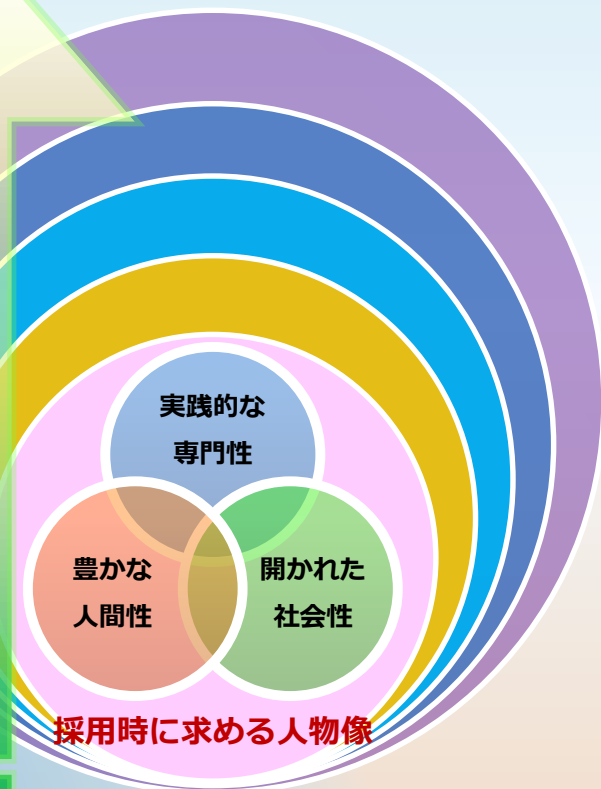 実践的な
専門性
豊かな
人間性
開かれた
社会性
採用時に求める人物像